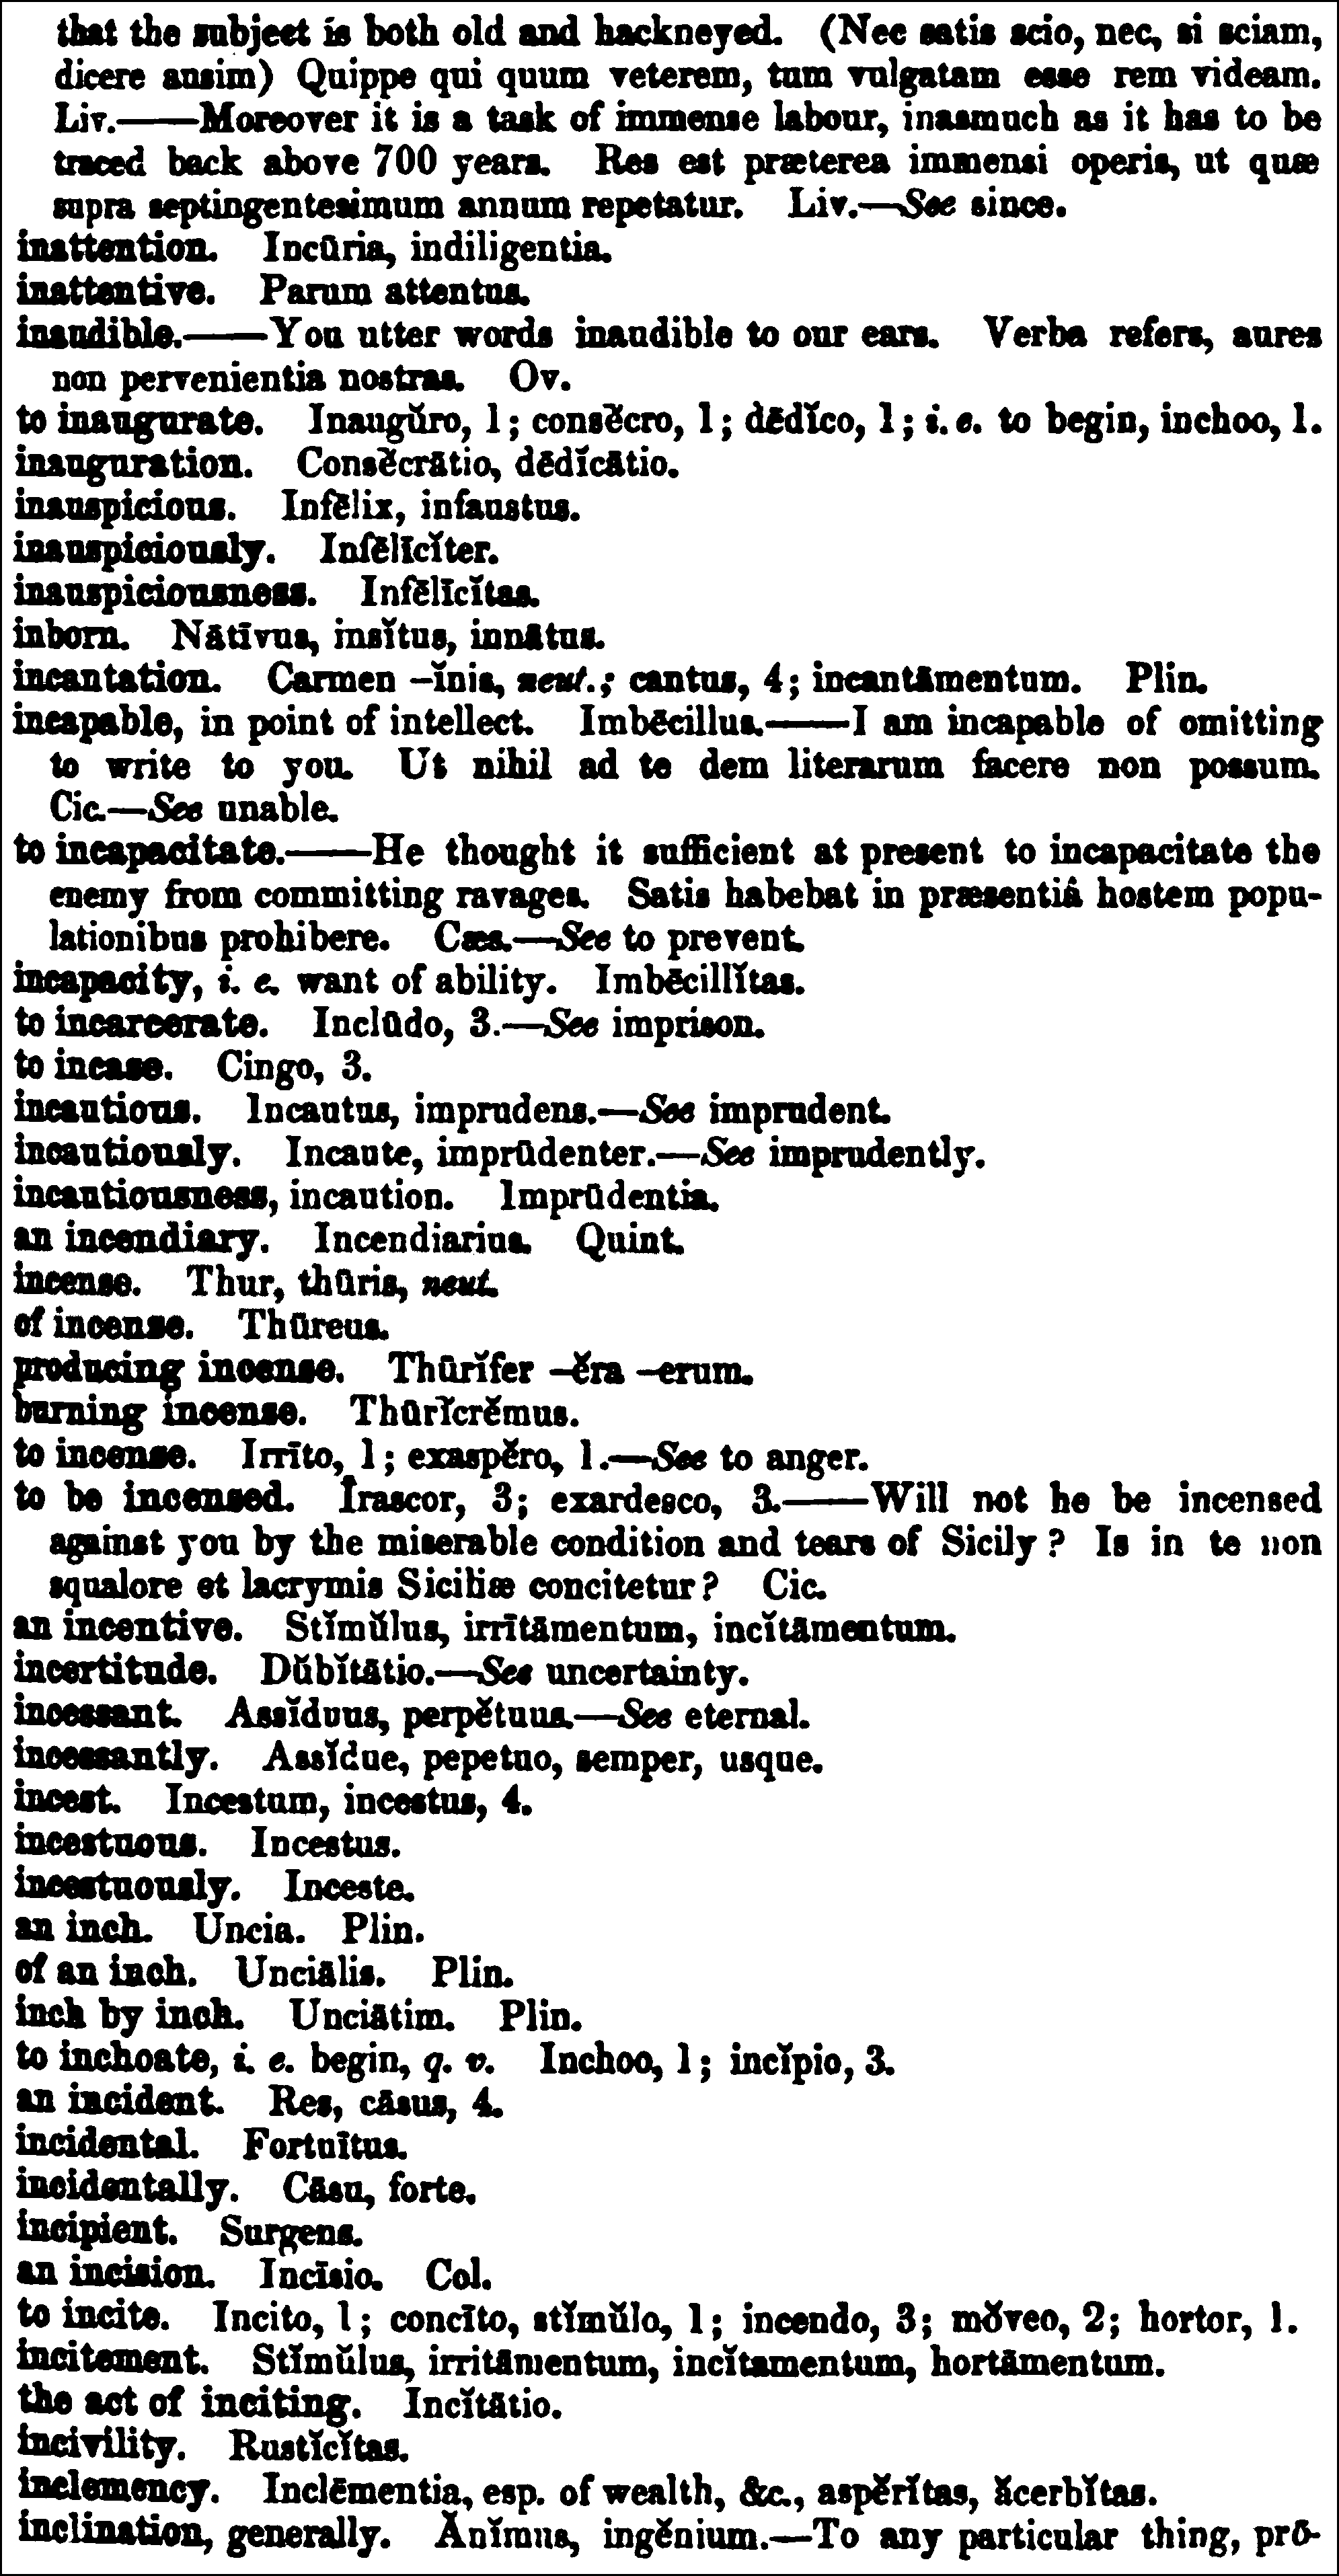 that the subject is both old and hackneyed. (Nec satis scio, nec, si sciam,
dicere ausim) Quippe qui quum veterem, tum vulgatam esse rem videam.
Liv.——Moreover it is a task of immense labour, inasmuch as it has to be
traced back above 700 years. Res est præterea immensi operis, ut quæ
supra septingentesimum annum repetatur. Liv.—See since.
inattention. Incūria, indiligentia.
inattentive. Parum attentus.
inaudible.——You utter words inaudible to our ears. Verba refers, aures
non pervenientia nostras. Ov.
to inaugurate. Inaugŭro, 1; consĕcro, 1; dēdĭco, 1; i. e. to begin, inchoo, 1.
inauguration. Consĕcrātio, dēdĭcātio.
inauspicious. Infēlix, infaustus.
inauspiciously. Infēlīcĭter.
inauspiciousness. Infēlīcĭtas.
inborn. Nātīvus, insĭtus, innātus.
incantation. Carmen –ĭnis, neut.; cantus, 4; incantāmentum. Plin.
incapable, in point of intellect. Imbēcillus.——I am incapable of omitting
to write to you. Ut nihil ad te dem literarum facere non possum.
Cic.—See unable.
to incapacitate.——He thought it sufficient at present to incapacitate the
enemy from committing ravages. Satis habebat in præsentiâ hostem popu-
lationibus prohibere. Cæs.—See to prevent.
incapacity, i. e. want of ability. Imbēcillĭtas.
to incarcerate. Inclūdo, 3.—See imprison.
to incase. Cingo, 3.
incautious. Incautus, imprudens.—See imprudent.
incautiously. Incaute, imprūdenter.—See imprudently.
incautiousness, incaution. Imprūdentia.
an incendiary. Incendiarius. Quint.
incense. Thur, thūris, neut.
of incense. Thūreus.
producing incense. Thūrĭfer –ĕra –erum.
burning incense. Thūrĭcrĕmus.
to incense. Irrīto, 1; exaspĕro, 1.—See to anger.
to be incensed. Īrascor, 3; exardesco, 3.——Will not he be incensed
against you by the miserable condition and tears of Sicily? Is in te non
squalore et lacrymis Siciliæ concitetur? Cic.
an incentive. Stĭmŭlus, irrītāmentum, incĭtāmentum.
incertitude. Dŭbĭtātio.—See uncertainty.
incessant. Assĭduus, perpĕtuus.—See eternal.
incessantly. Assĭdue, pepetuo, semper, usque.
incest. Incestum, incestus, 4.
incestuous. Incestus.
incestuously. Inceste.
an inch. Uncia. Plin.
of an inch. Unciālis. Plin.
inch by inch. Unciātim. Plin.
to inchoate, i. e. begin, q. v. Inchoo, 1; incĭpio, 3.
an incident. Res, cāsus, 4.
incidental. Fortuītus.
incidentally. Cāsu, forte.
incipient. Surgens.
an incision. Incīsio. Col.
to incite. Incito, 1; concīto, stĭmŭlo, 1; incendo, 3; mŏveo, 2; hortor, 1.
incitement. Stĭmŭlus, irritāmentum, incĭtamentum, hortāmentum.
the act of inciting. Incĭtātio.
incivility. Rustĭcĭtas.
inclemency. Inclēmentia, esp. of wealth, &c., aspĕrĭtas, ăcerbĭtas.
inclination, generally. Ănĭmus, ingĕnium.—To any particular thing, prō-